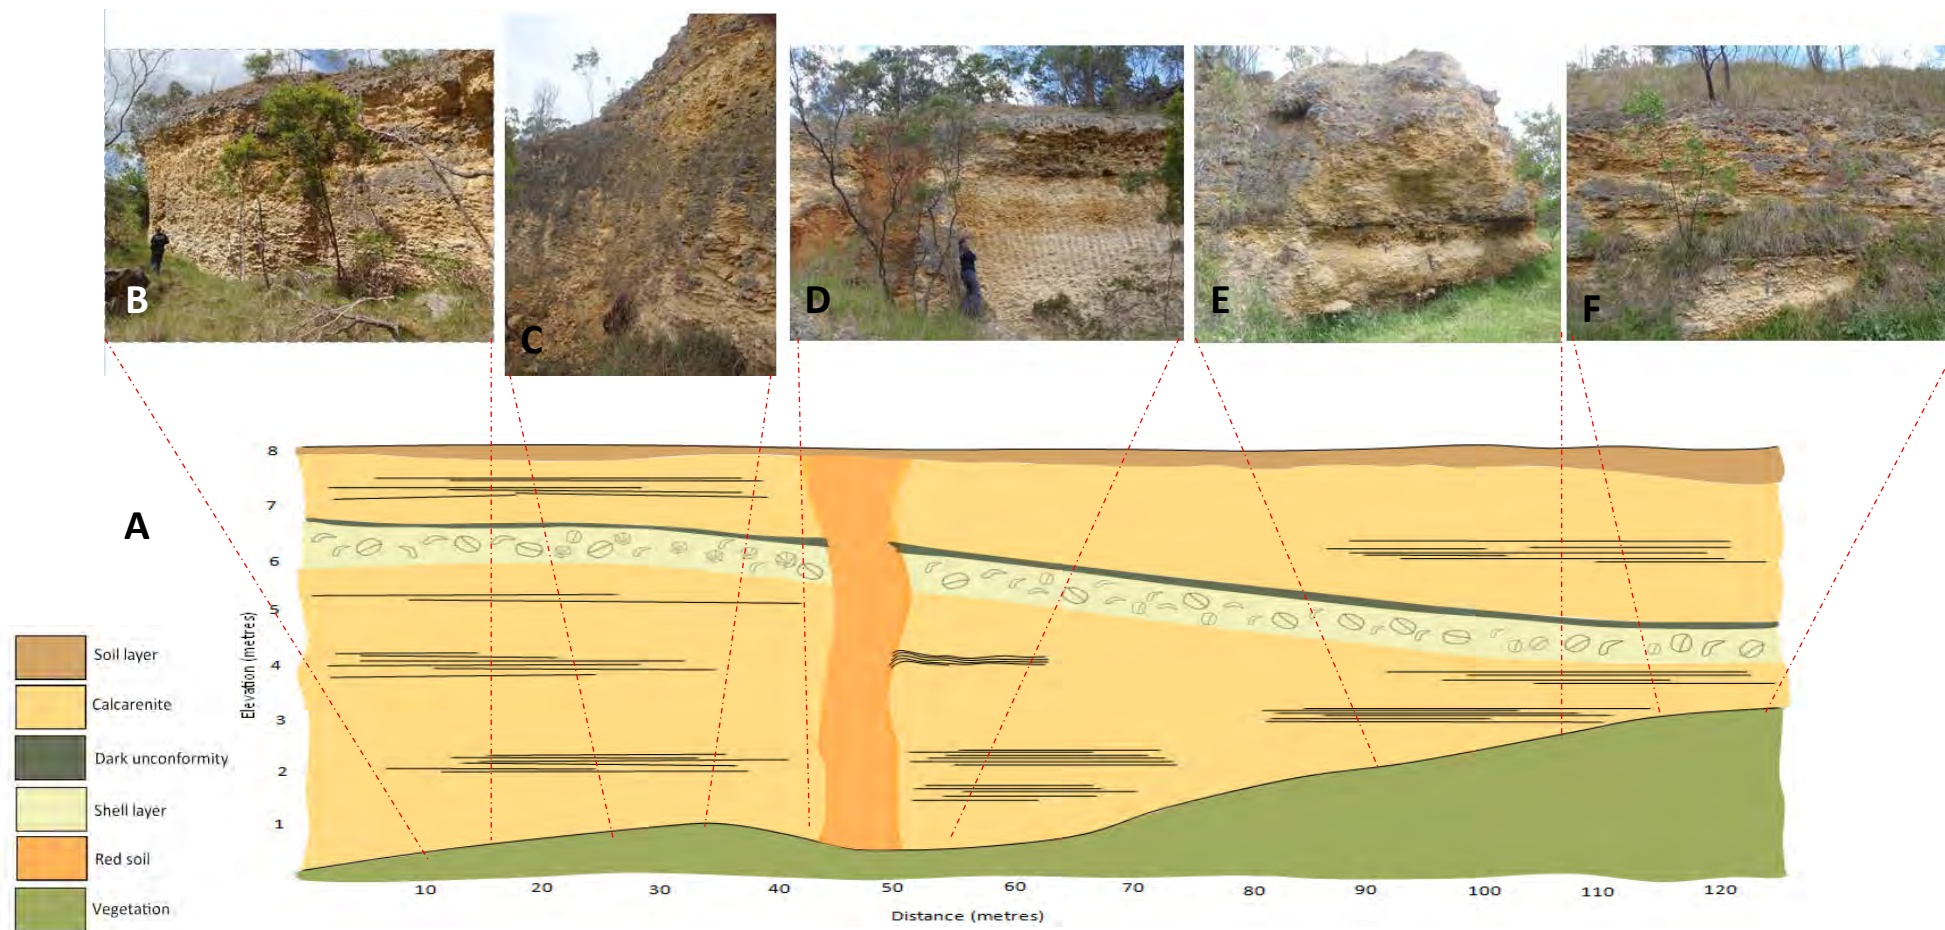 B
C
D
E
F
A
8
7
6
5
4
3
2
1
Elevation (metres)
10 20 30 40 50 60 70 80 90 100 110 120
Distance (metres)
Soil layer
Calcarenite
Dark unconformity
Shell layer
Red soil
Vegetation